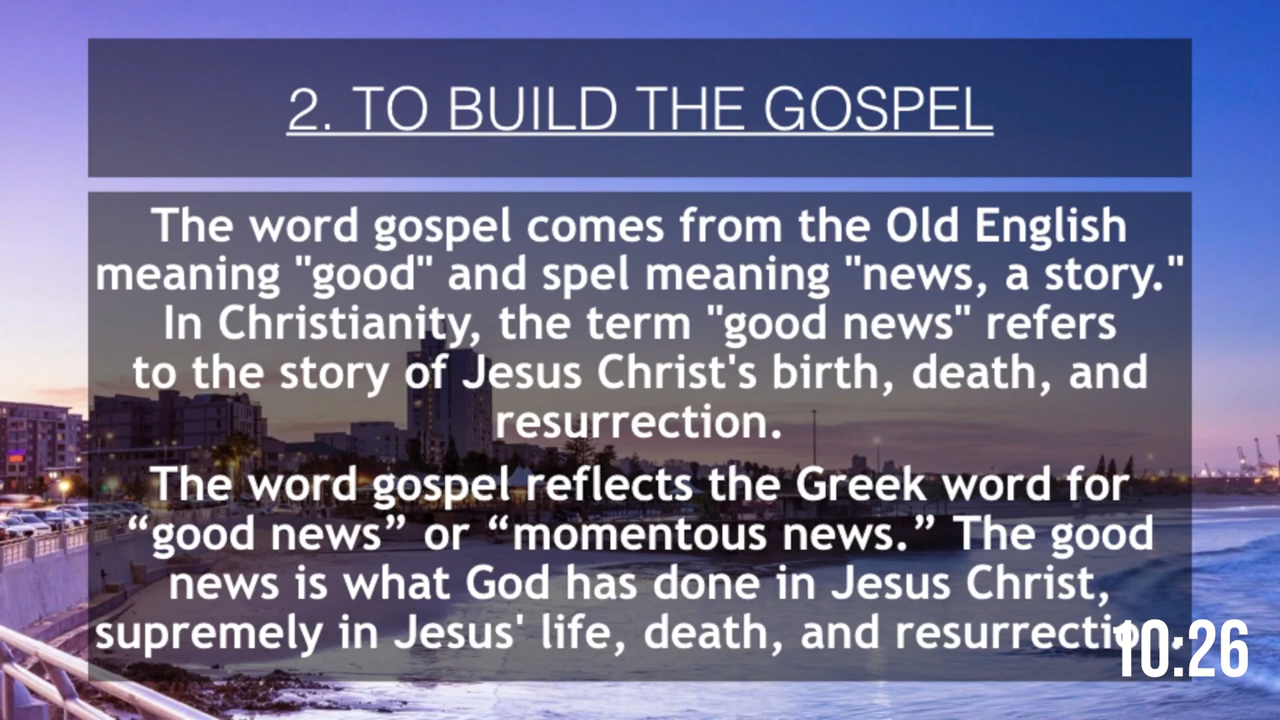 2. TO BUILD THE GOSPEL
The word gospel comes from the Old English
meaning "good" and spel meaning "news, a story."
In Christianity, the term "good news" refers
to the story of Jesus Christ's birth, death, and
resurrection.
The word gospel reflects the Greek word for
“good news” or “momentous news.” The good
news is what God has done in Jesus Christ,
supremely in Jesus' life, death, and
10:26